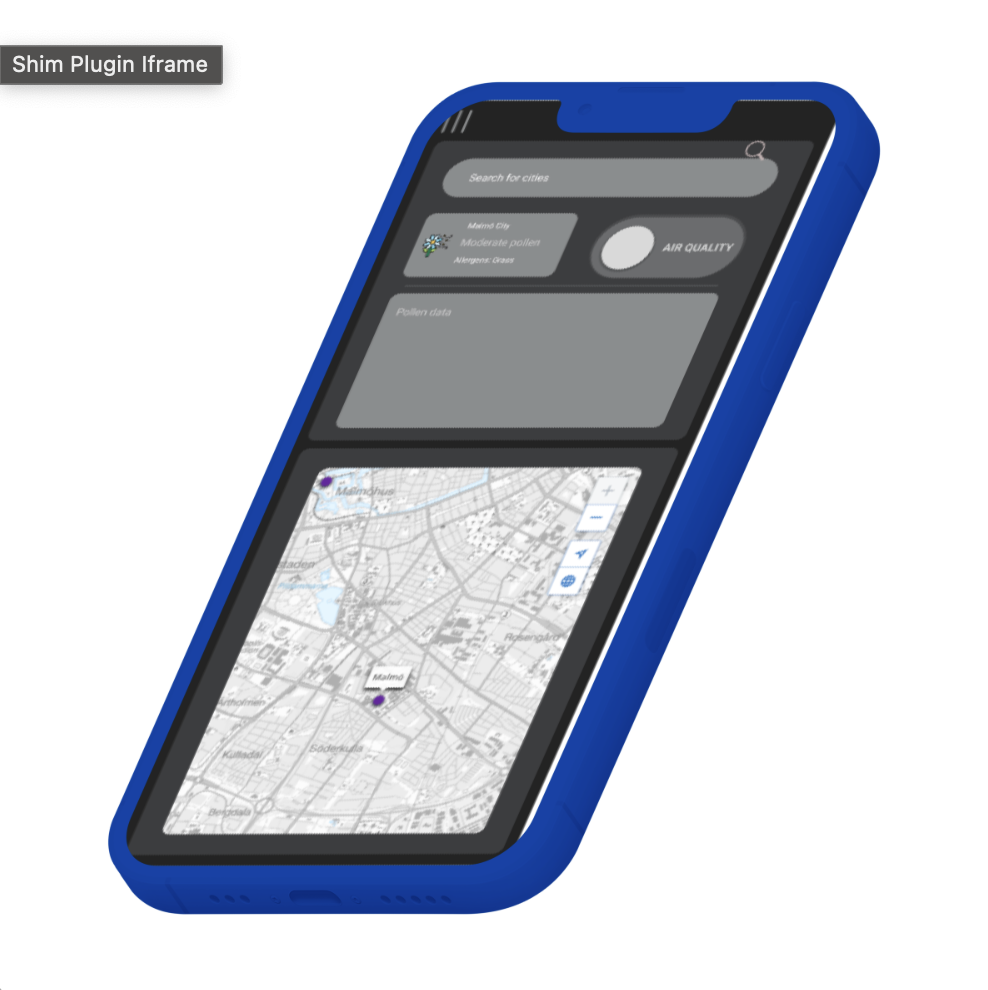 Shim Plugin Iframe
Search for cities
Malmö City
Moderate pollen
Allergens: Grass
AIR QUALITY
Pollen data
Malmöhus
staden
Rosengård
Malmö
Artholmen
Kulladal
Söderkulla
Bergdala